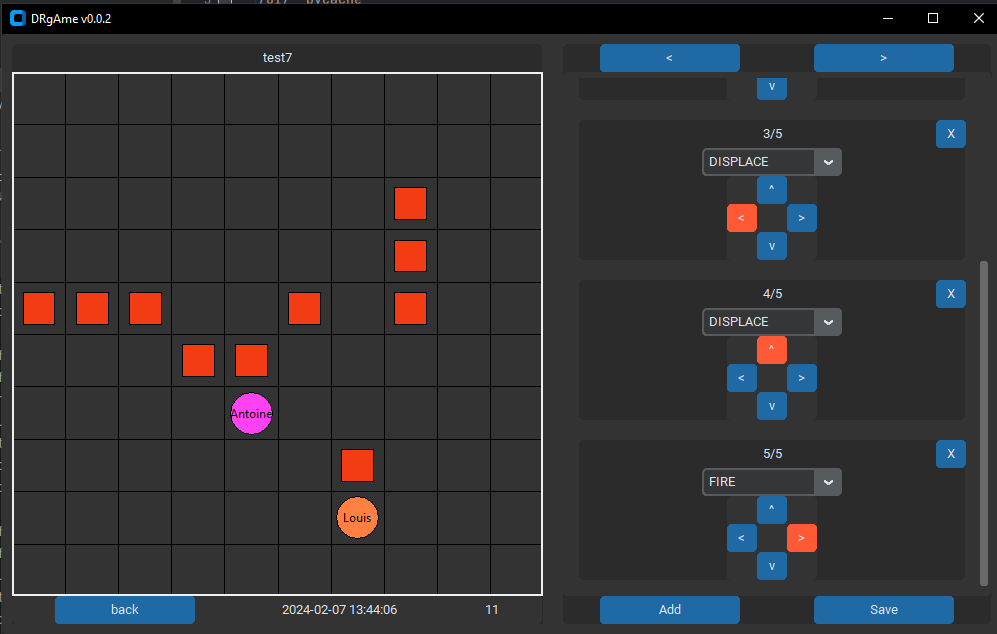 DRgAme v0.0.2
test7
< >
v
3/5 X
DISPLACE
^
< >
v
4/5 X
DISPLACE
^
< >
v
5/5 X
FIRE
^
< >
v
Antoine
Louis
back 2024-02-07 13:44:06 11
Add Save